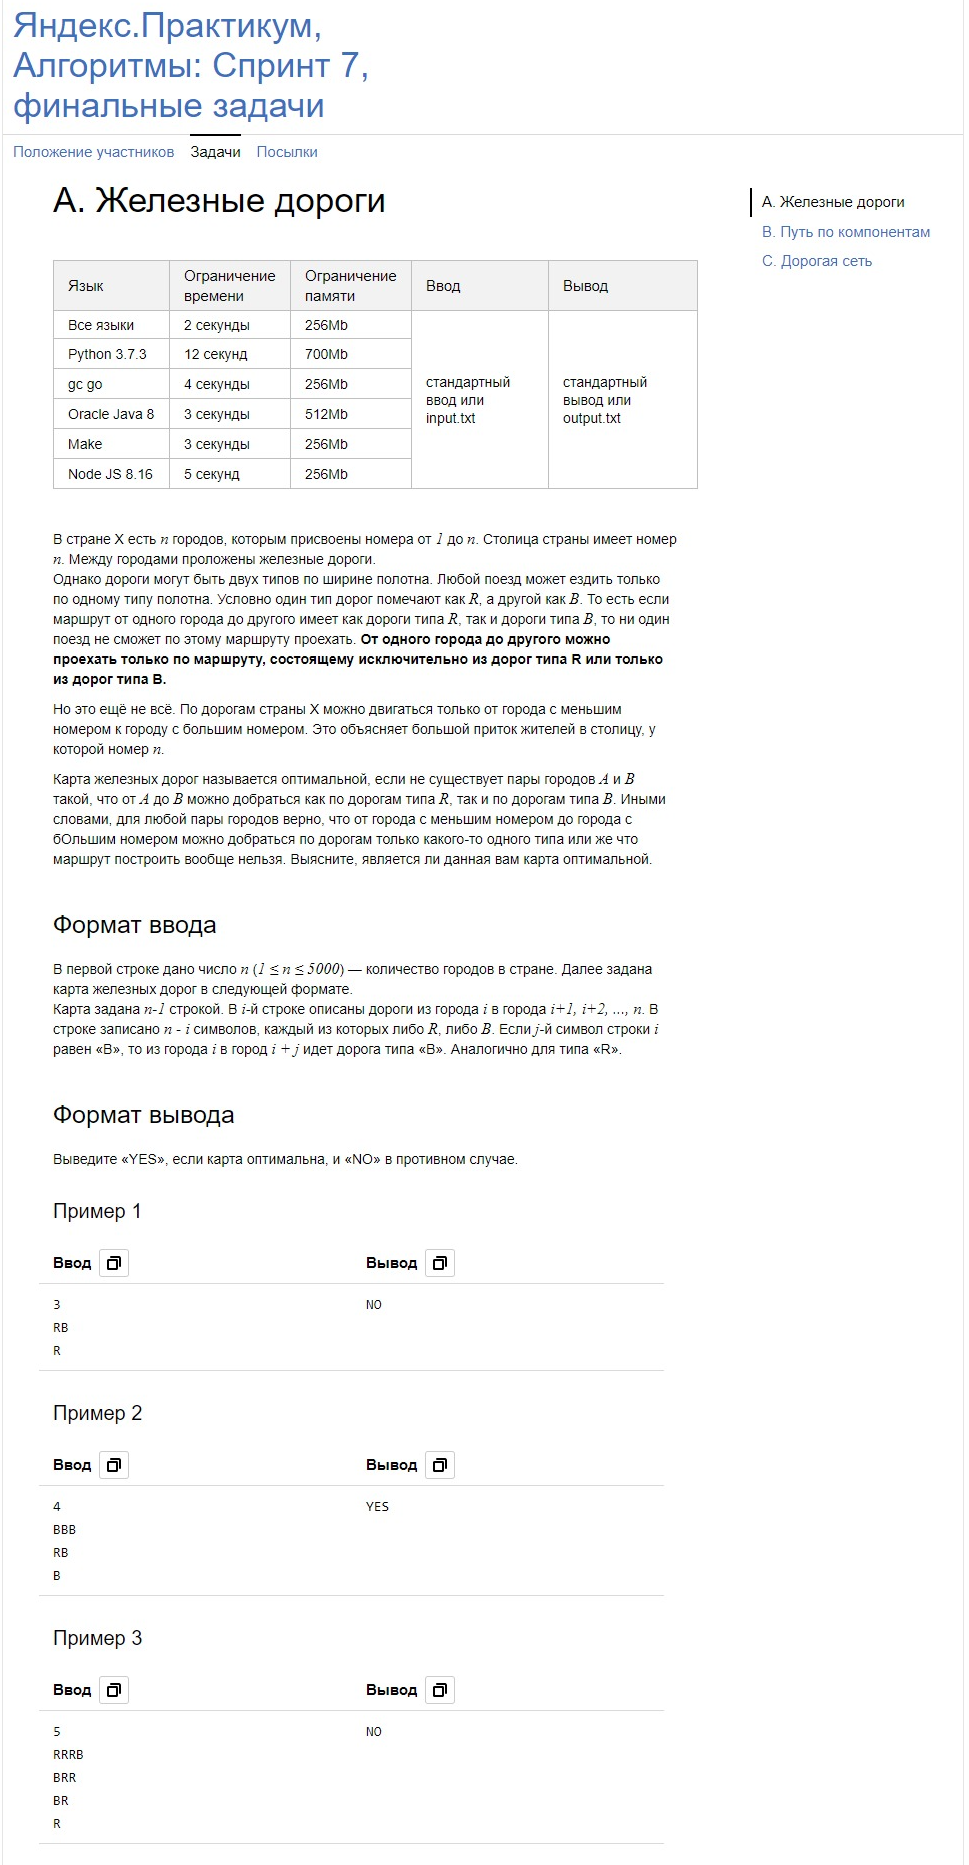 Яндекс.Практикум,
Алгоритмы: Спринт 7,
финальные задачи
Положение участников Задачи Посылки
A. Железные дороги
A. Железные дороги
B. Путь по компонентам
C. Дорогая сеть
Язык Ограничение времени Ограничение памяти Ввод Вывод
Все языки 2 секунды 256Mb стандартный ввод или input.txt стандартный вывод или output.txt
Python 3.7.3 12 секунд 700Mb
gc go 4 секунды 256Mb
Oracle Java 8 3 секунды 512Mb
Make 3 секунды 256Mb
Node JS 8.16 5 секунд 256Mb
В стране X есть n городов, которым присвоены номера от 1 до n. Столица страны имеет номер
n. Между городами проложены железные дороги.
Однако дороги могут быть двух типов по ширине полотна. Любой поезд может ездить только
по одному типу полотна. Условно один тип дорог помечают как R, а другой как B. То есть если
маршрут от одного города до другого имеет как дороги типа R, так и дороги типа B, то ни один
поезд не сможет по этому маршруту проехать. От одного города до другого можно
проехать только по маршруту, состоящему исключительно из дорог типа R или только
из дорог типа B.
Но это ещё не всё. По дорогам страны X можно двигаться только от города с меньшим
номером к городу с большим номером. Это объясняет большой приток жителей в столицу, у
которой номер n.
Карта железных дорог называется оптимальной, если не существует пары городов A и B
такой, что от A до B можно добраться как по дорогам типа R, так и по дорогам типа B. Иными
словами, для любой пары городов верно, что от города с меньшим номером до города с
бОльшим номером можно добраться по дорогам только какого-то одного типа или же что
маршрут построить вообще нельзя. Выясните, является ли данная вам карта оптимальной.
Формат ввода
В первой строке дано число n (1 ≤ n ≤ 5000) — количество городов в стране. Далее задана
карта железных дорог в следующей формате.
Карта задана n-1 строкой. В i-й строке описаны дороги из города i в города i+1, i+2, ..., n. В
строке записано n - i символов, каждый из которых либо R, либо B. Если j-й символ строки i
равен «B», то из города i в город i + j идет дорога типа «B». Аналогично для типа «R».
Формат вывода
Выведите «YES», если карта оптимальна, и «NO» в противном случае.
Пример 1
Ввод Вывод
3 NO
RB
R
Пример 2
Ввод Вывод
4 YES
BBB
RB
B
Пример 3
Ввод Вывод
5 NO
RRRB
BRR
BR
R